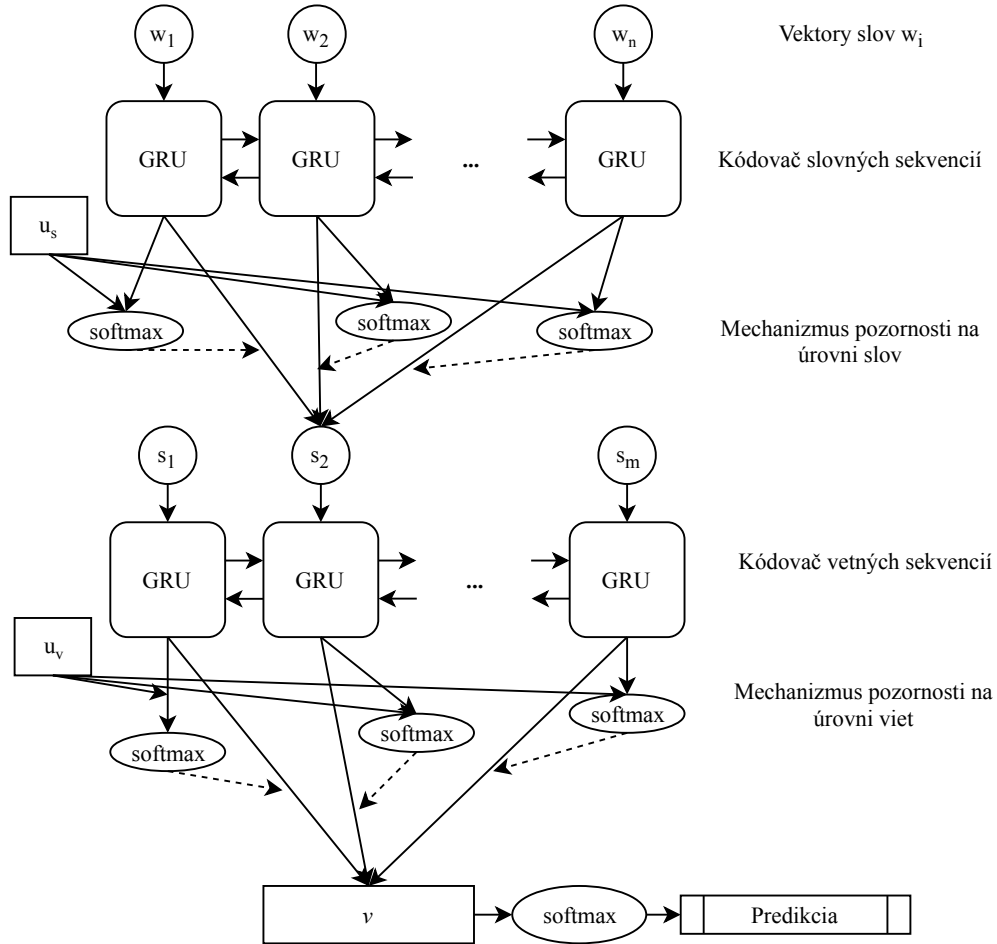 w1 w2 wn Vektory slov wi
GRU GRU ... GRU Kódovač slovných sekvencií
us
softmax softmax softmax Mechanizmus pozornosti na
úrovni slov
s1 s2 sm
GRU GRU ... GRU Kódovač vetných sekvencií
uv
softmax softmax softmax Mechanizmus pozornosti na
úrovni viet
v softmax Predikcia